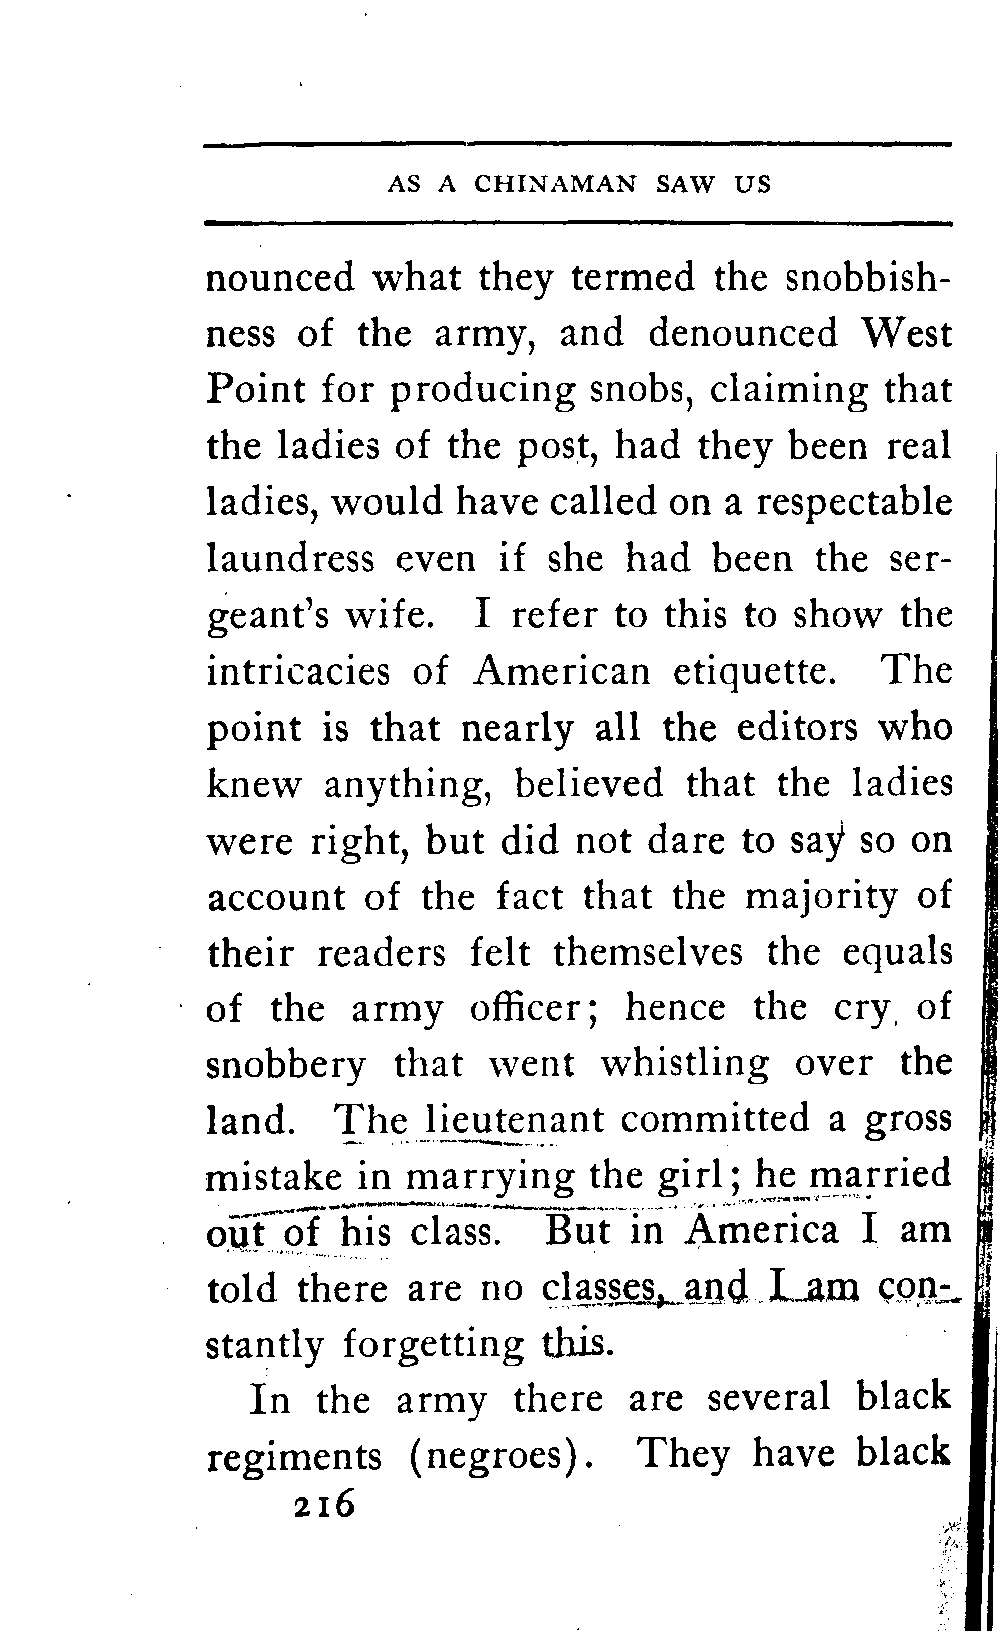 AS A CHINAMAN SAW US
nounced what they termed the snobbish-
ness of the army, and denounced West
Point for producing snobs, claiming that
the ladies of the post, had they been real
ladies, would have called on a respectable
laundress even if she had been the ser-
geant's wife. I refer to this to show the
intricacies of American etiquette. The
point is that nearly all the editors who
knew anything, believed that the ladies
were right, but did not dare to say so on
account of the fact that the majority of
their readers felt themselves the equals
of the army officer; hence the cry of
snobbery that went whistling over the
land. The lieutenant committed a gross
mistake in marrying the girl; he married
out of his class. But in America I am
told there are no classes, and I am con-
stantly forgetting this.
In the army there are several black
regiments (negroes). They have black
216